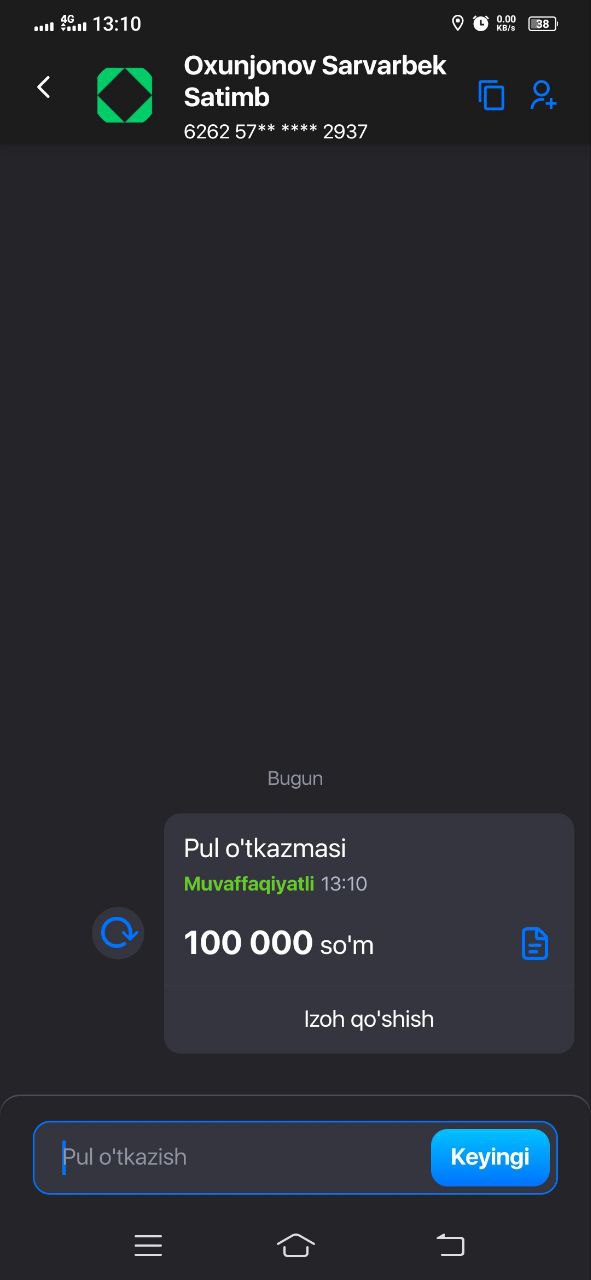 4G 13:10 0.00 KB/s 38
Oxunjonov Sarvarbek
Satimb
6262 57** **** 2937
Bugun
Pul o'tkazmasi
Muvaffaqiyatli 13:10
100 000 so'm
Izoh qo'shish
Pul o'tkazish
Keyingi